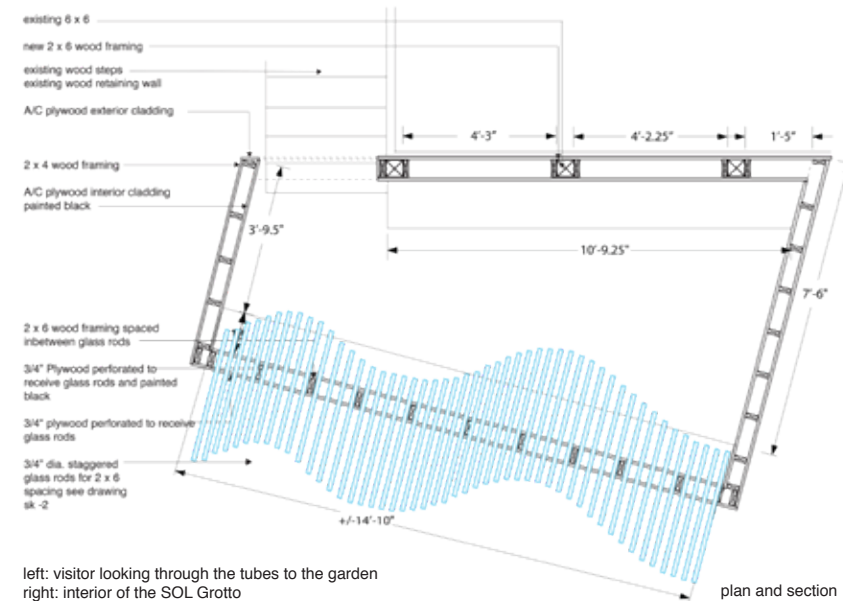 existing 6 x 6
new 2 x 6 wood framing
existing wood steps
existing wood retaining wall
A/C plywood exterior cladding
2 x 4 wood framing
A/C plywood interior cladding
painted black
4'-3"
4'-2.25"
1'-5"
3'-9.5"
10'-9.25"
7'-6"
2 x 6 wood framing spaced
inbetween glass rods
3/4" Plywood perforated to
receive glass rods and painted
black
3/4" plywood perforated to receive
glass rods
3/4" dia. staggered
glass rods for 2 x 6
spacing see drawing
sk -2
+/-14'-10"
left: visitor looking through the tubes to the garden
right: interior of the SOL Grotto
plan and section